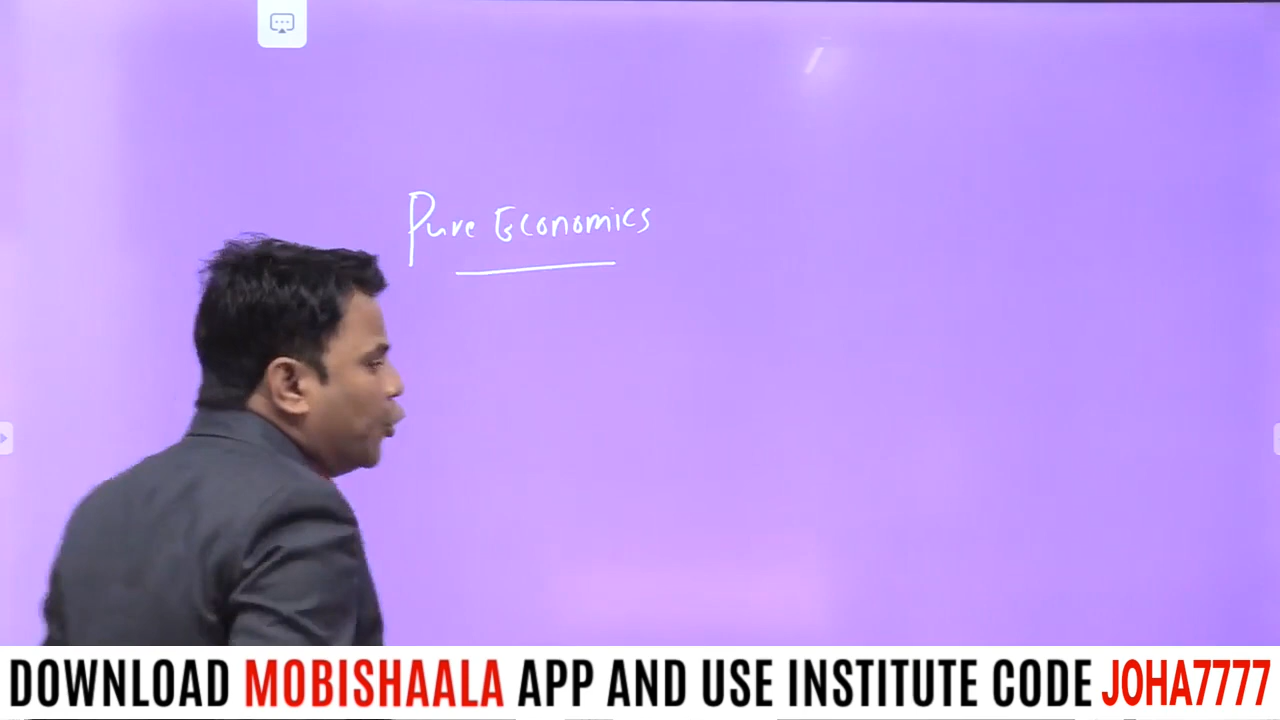 Pure Economics
DOWNLOAD MOBISHAALA APP AND USE INSTITUTE CODE JOHA7777